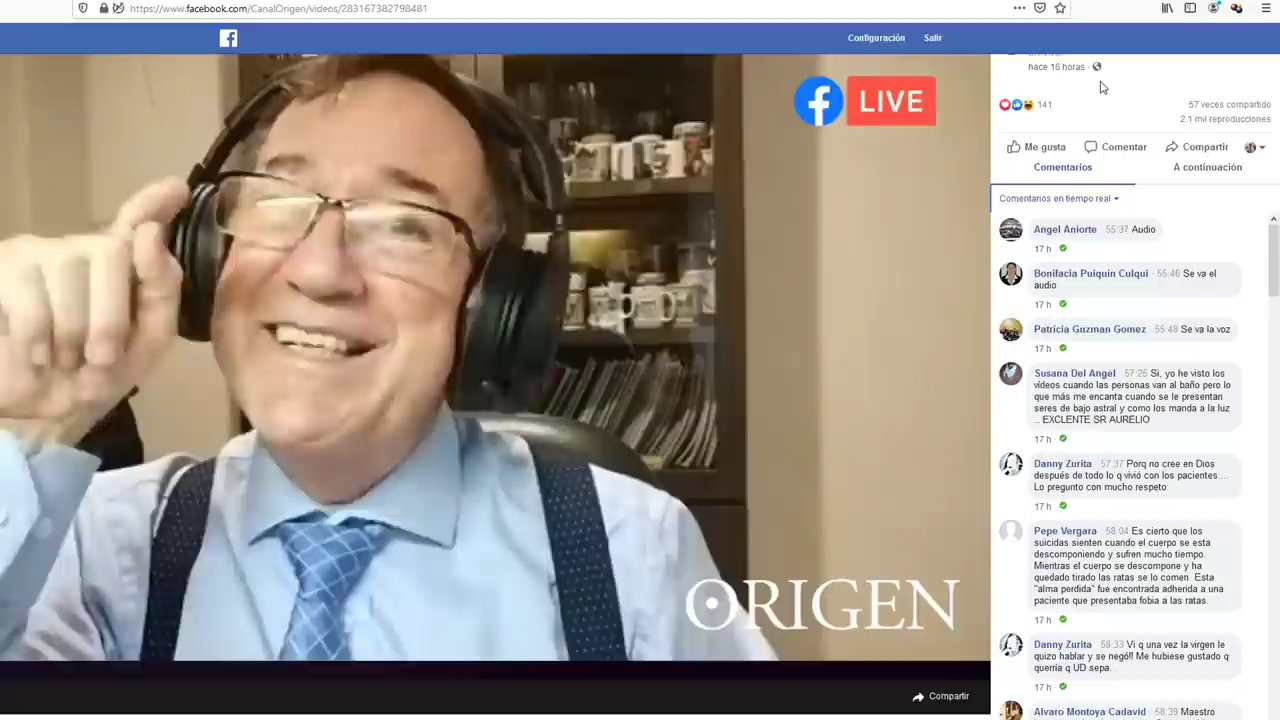 https://www.facebook.com/CanalOrigen/videos/283167382798481
Configuración
Salir
LIVE
ORIGEN
Compartir
hace 16 horas ·
141
57 veces compartido
2.1 mil reproducciones
Me gusta
Comentar
Compartir
Comentarios
A continuación
Comentarios en tiempo real
Angel Aniorte · 55:37 Audio
17 h
Bonifacia Puiquin Culqui · 55:46 Se va el
audio
17 h
Patricia Guzman Gomez · 55:48 Se va la voz
17 h
Susana Del Angel · 57:25 Si, yo he visto los
vídeos cuando las personas van al baño pero lo
que más me encanta cuando se le presentan
seres de bajo astral y como los manda a la luz
.. EXCLENTE SR AURELIO
17 h
Danny Zurita · 57:37 Porq no cree en Dios
después de todo lo q vivió con los pacientes....
Lo pregunto con mucho respeto
17 h
Pepe Vergara · 58:04 Es cierto que los
suicidas sienten cuando el cuerpo se esta
descomponiendo y sufren mucho tiempo.
Mientras el cuerpo se descompone y ha
quedado tirado las ratas se lo comen. Esta
"alma perdida" fue encontrada adherida a una
paciente que presentaba fobia a las ratas.
17 h
Danny Zurita · 58:33 Vi q una vez la virgen le
quizo hablar y se negó!! Me hubiese gustado q
querría q UD sepa...
17 h
Alvaro Montoya Cadavid · 58:39 Maestro